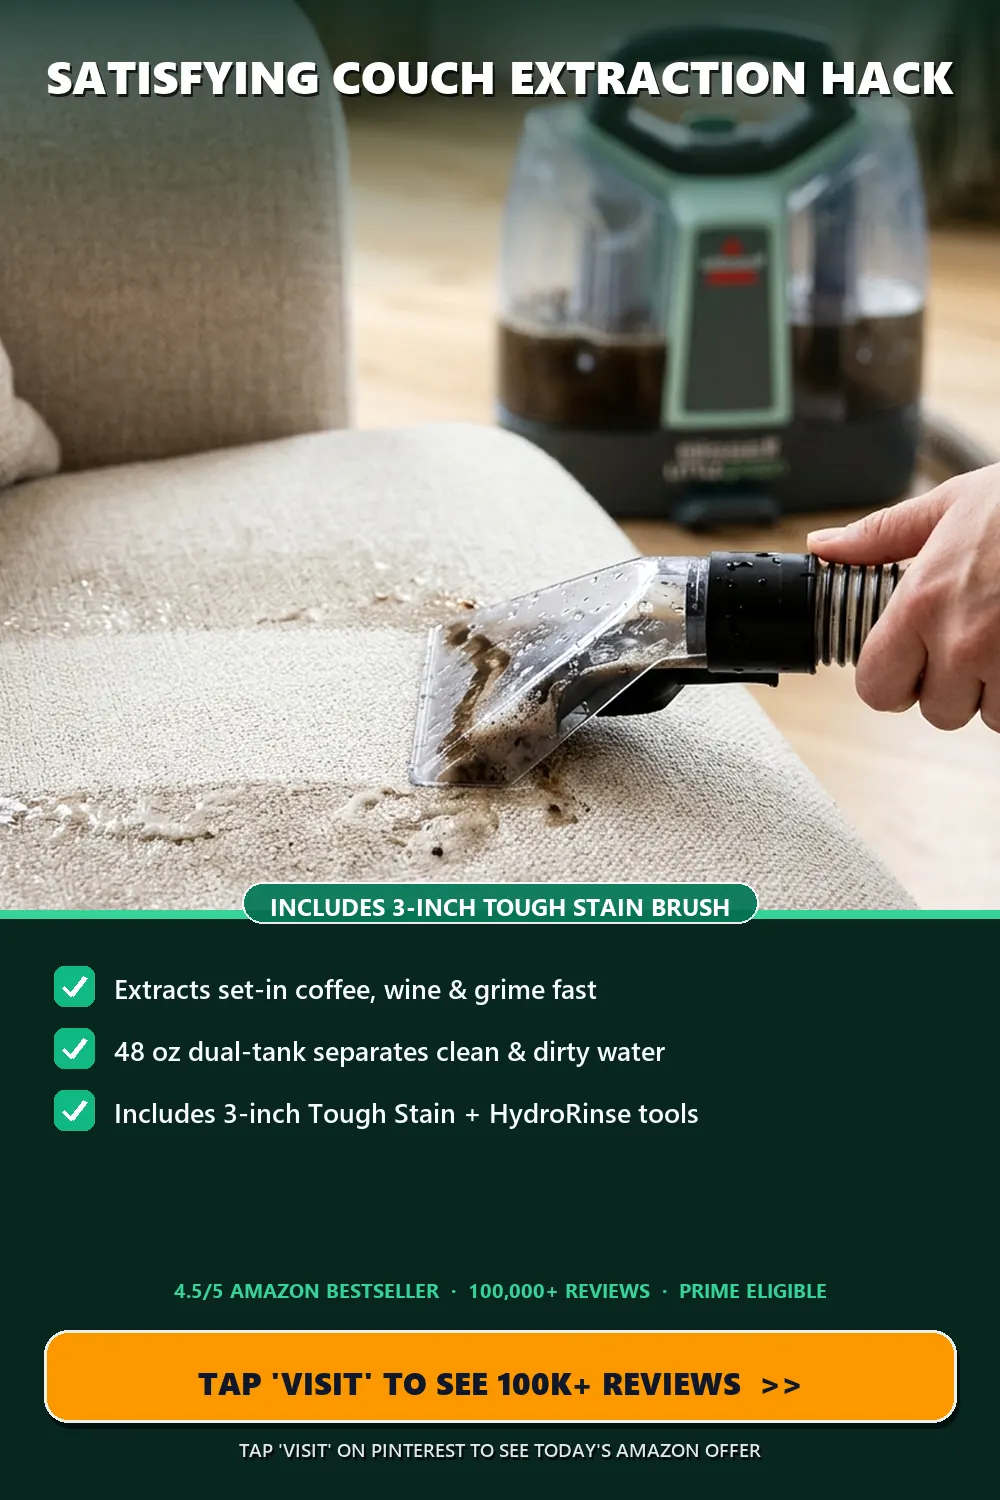 SATISFYING COUCH EXTRACTION HACK
INCLUDES 3-INCH TOUGH STAIN BRUSH
Extracts set-in coffee, wine & grime fast
48 oz dual-tank separates clean & dirty water
Includes 3-inch Tough Stain + HydroRinse tools
4.5/5 AMAZON BESTSELLER · 100,000+ REVIEWS · PRIME ELIGIBLE
TAP 'VISIT' TO SEE 100K+ REVIEWS >>
TAP 'VISIT' ON PINTEREST TO SEE TODAY'S AMAZON OFFER